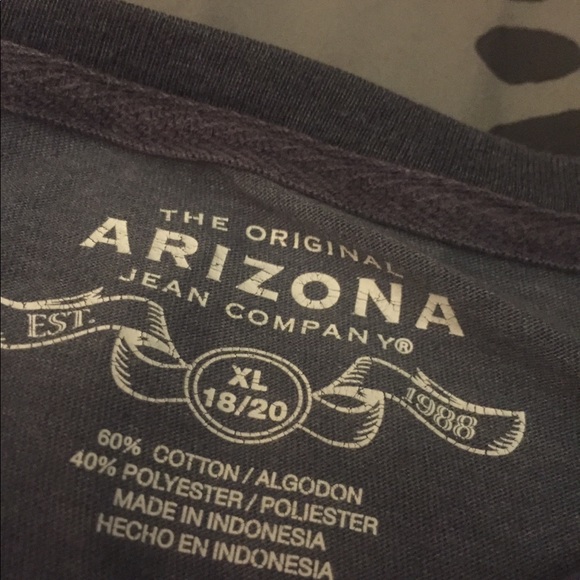 THE ORIGINAL
ARIZONA
JEAN COMPANY®
EST. 1988
XL
18/20
60% COTTON / ALGODON
40% POLYESTER / POLIESTER
MADE IN INDONESIA
HECHO EN INDONESIA